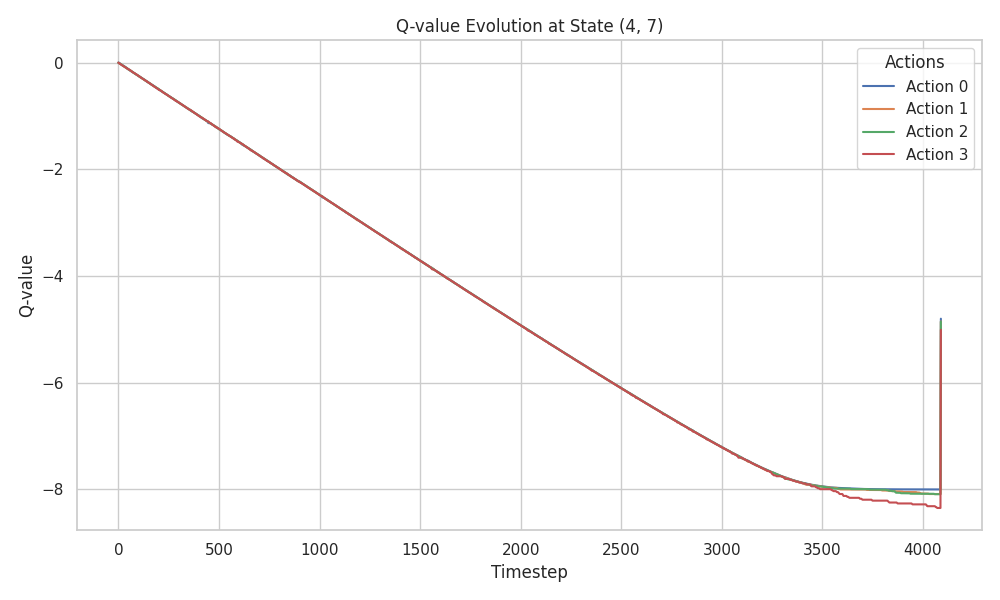 Q-value Evolution at State (4, 7)
Actions
Action 0
Action 1
Action 2
Action 3
Q-value
0
−2
−4
−6
−8
0 500 1000 1500 2000 2500 3000 3500 4000
Timestep